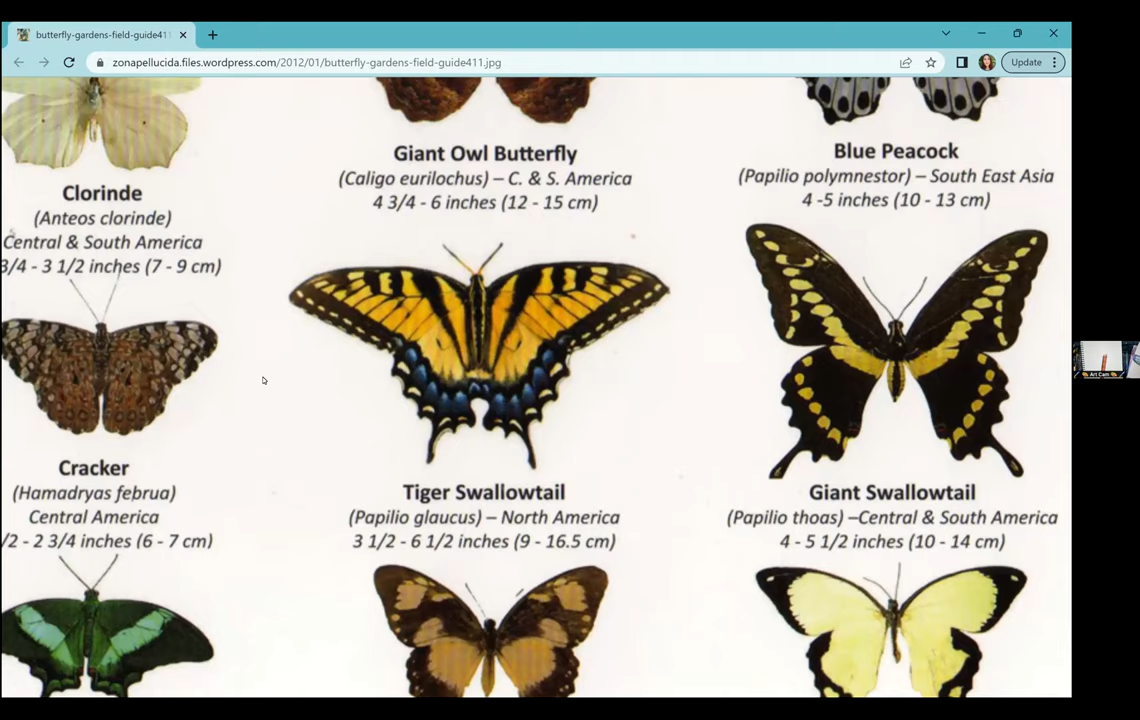 butterfly-gardens-field-guide411
zonapellucida.files.wordpress.com/2012/01/butterfly-gardens-field-guide411.jpg
Update
Clorinde
(Anteos clorinde)
Central & South America
3/4 - 3 1/2 inches (7 - 9 cm)
Giant Owl Butterfly
(Caligo eurilochus) – C. & S. America
4 3/4 - 6 inches (12 - 15 cm)
Blue Peacock
(Papilio polymnestor) – South East Asia
4 -5 inches (10 - 13 cm)
Cracker
(Hamadryas februa)
Central America
/2 - 2 3/4 inches (6 - 7 cm)
Tiger Swallowtail
(Papilio glaucus) – North America
3 1/2 - 6 1/2 inches (9 - 16.5 cm)
Giant Swallowtail
(Papilio thoas) –Central & South America
4 - 5 1/2 inches (10 - 14 cm)
Art Cam